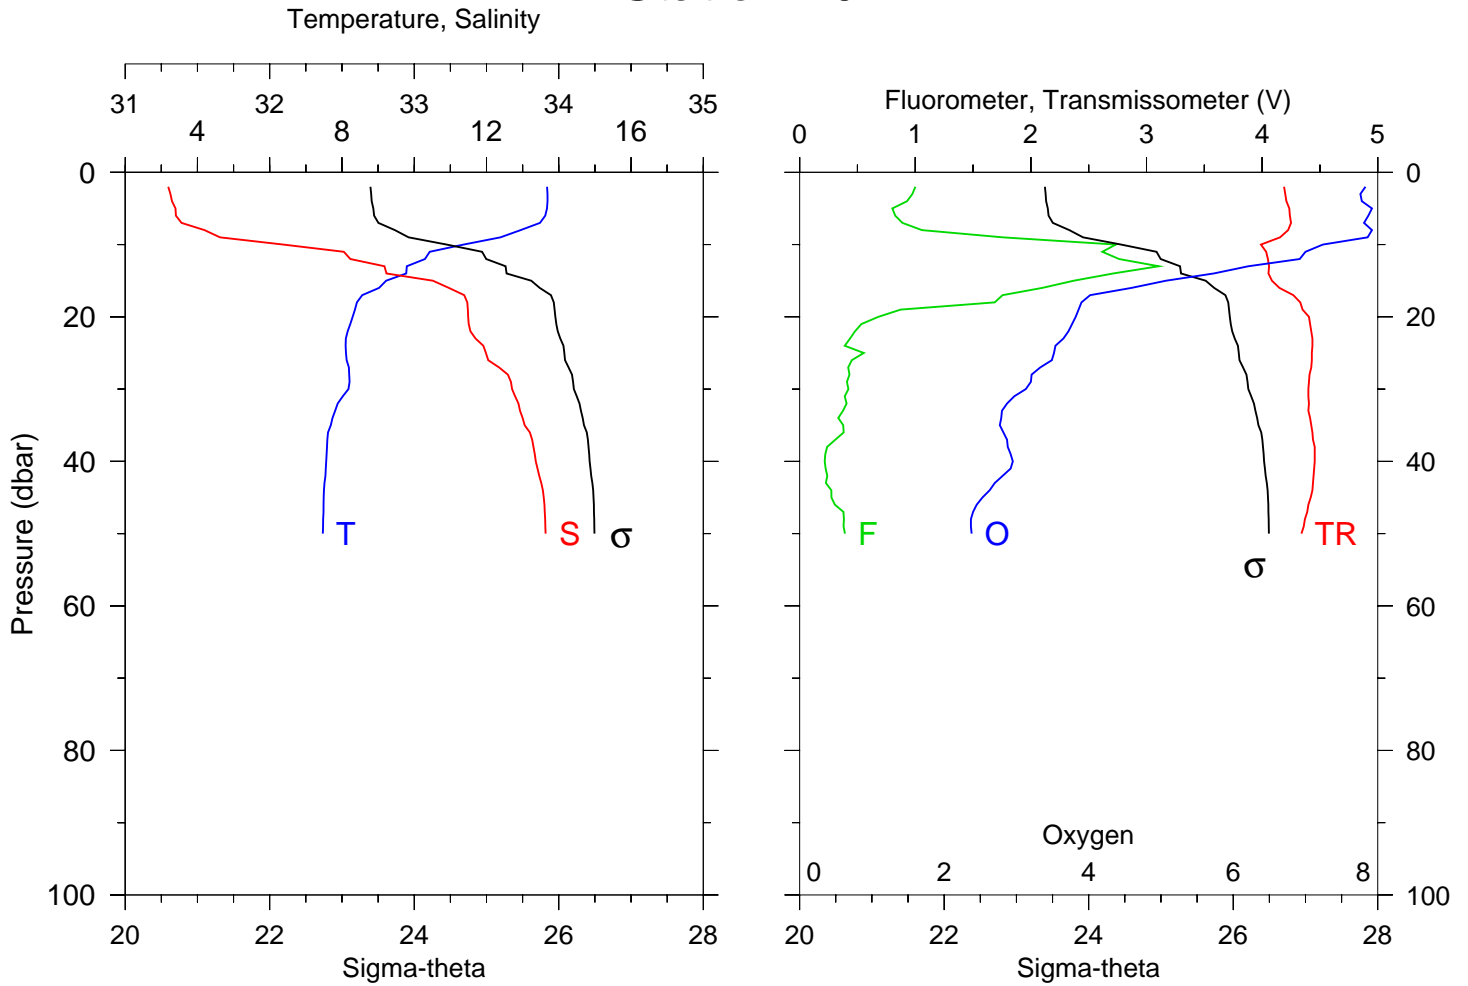 Temperature, Salinity
31 32 33 34 35
4 8 12 16
Fluorometer, Transmissometer (V)
0 1 2 3 4 5
0
20
40
60
80
100
Pressure (dbar)
T S σ
F O σ TR
0
20
40
60
80
100
Oxygen
0 2 4 6 8
20 22 24 26 28
Sigma-theta
20 22 24 26 28
Sigma-theta